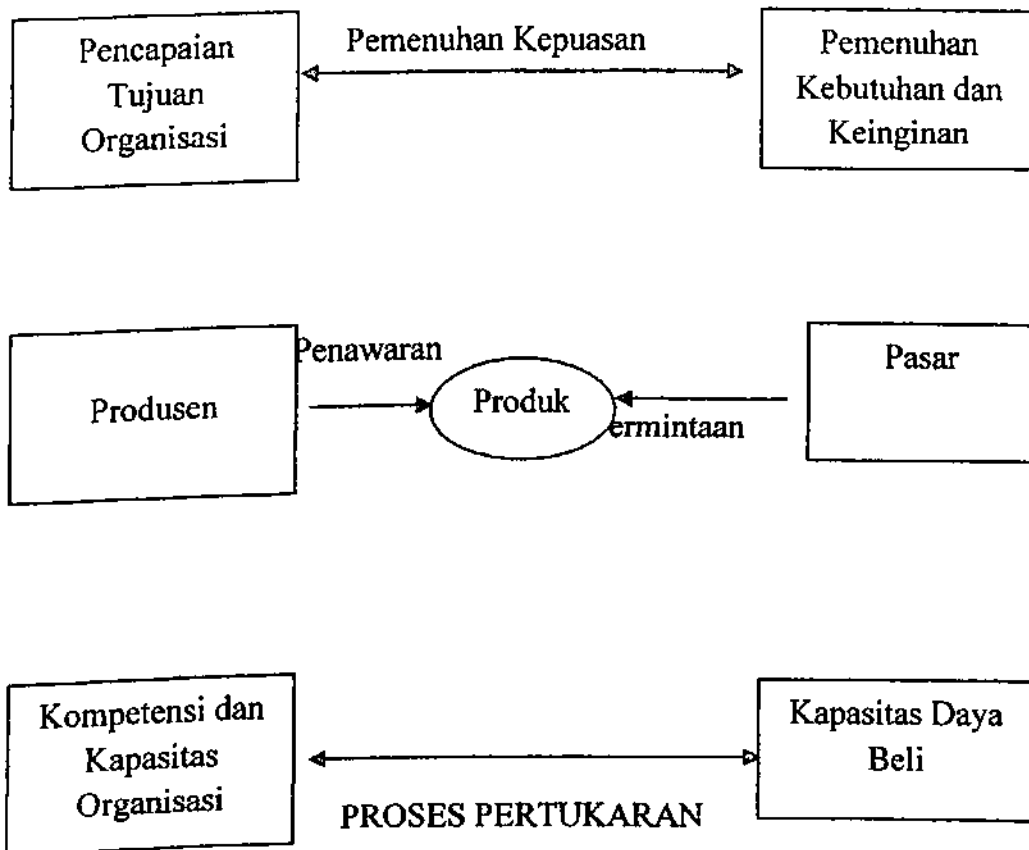 Pencapaian
Tujuan
Organisasi
Pemenuhan Kepuasan
Pemenuhan
Kebutuhan dan
Keinginan
Produsen
Penawaran
Produk
ermintaan
Pasar
Kompetensi dan
Kapasitas
Organisasi
PROSES PERTUKARAN
Kapasitas Daya
Beli